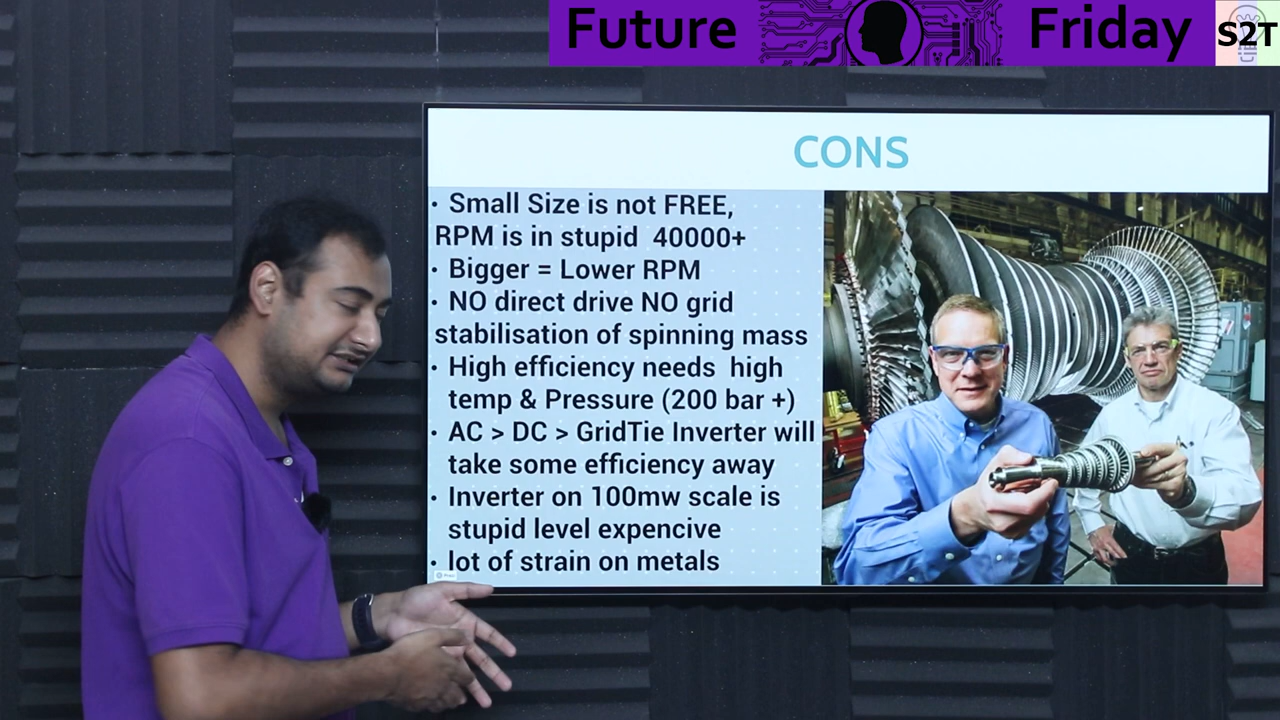 Future Friday S2T
CONS
• Small Size is not FREE,
RPM is in stupid 40000+
• Bigger = Lower RPM
• NO direct drive NO grid
stabilisation of spinning mass
• High efficiency needs high
temp & Pressure (200 bar +)
• AC > DC > GridTie Inverter will
take some efficiency away
• Inverter on 100mw scale is
stupid level expencive
• lot of strain on metals